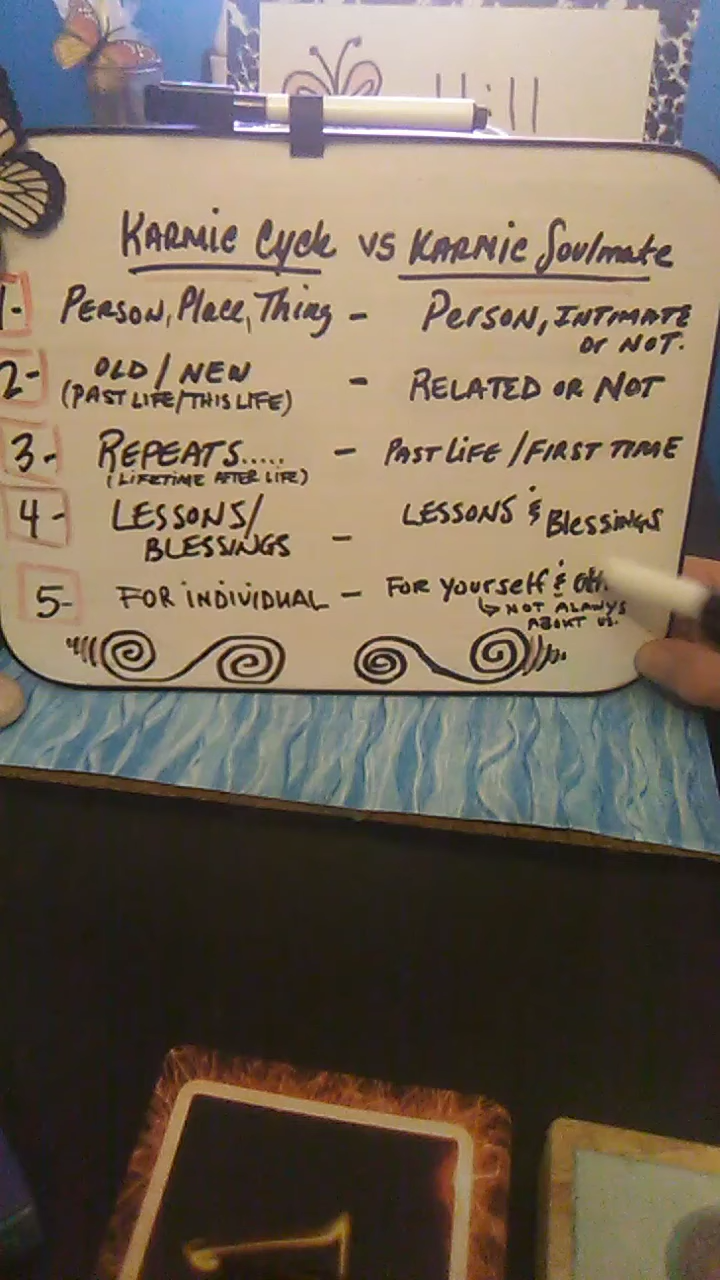 Hill
KARMIC Cycle VS KARMIC Soulmate
1- PERSON, Place, Thing - PERSON, INTIMATE
OR NOT.
2- OLD / NEW - RELATED OR NOT
(PAST LIFE/THIS LIFE)
3- REPEATS..... - PAST LIFE / FIRST TIME
(LIFETIME AFTER LIFE)
4- LESSONS/ - LESSONS & BlessiNGS
BLESSINGS
5- FOR INDIVIDUAL - FOR YOURSELF &
↳ NOT ALWAYS
ABOUT US.